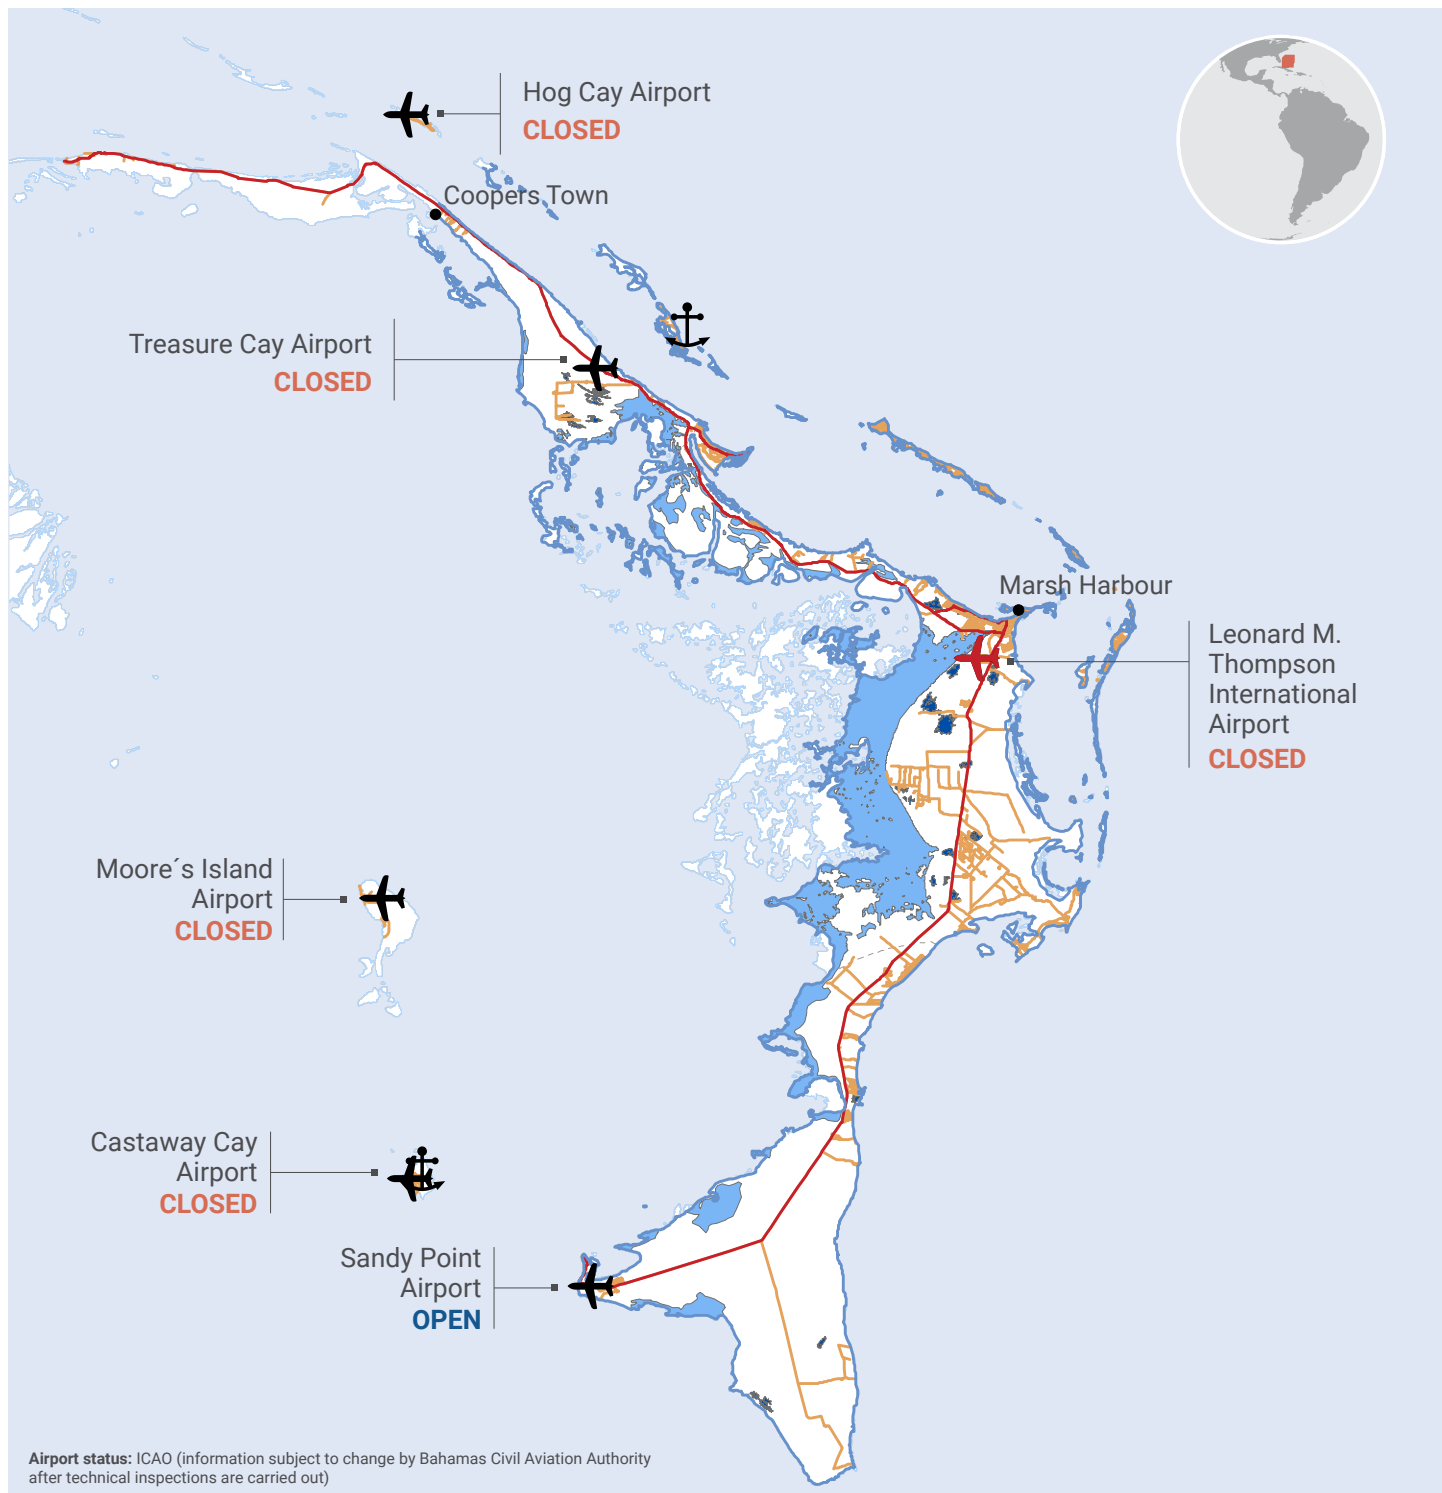 Hog Cay Airport
CLOSED
Coopers Town
Treasure Cay Airport
CLOSED
Marsh Harbour
Leonard M.
Thompson
International
Airport
CLOSED
Moore´s Island
Airport
CLOSED
Castaway Cay
Airport
CLOSED
Sandy Point
Airport
OPEN
Airport status: ICAO (information subject to change by Bahamas Civil Aviation Authority
after technical inspections are carried out)